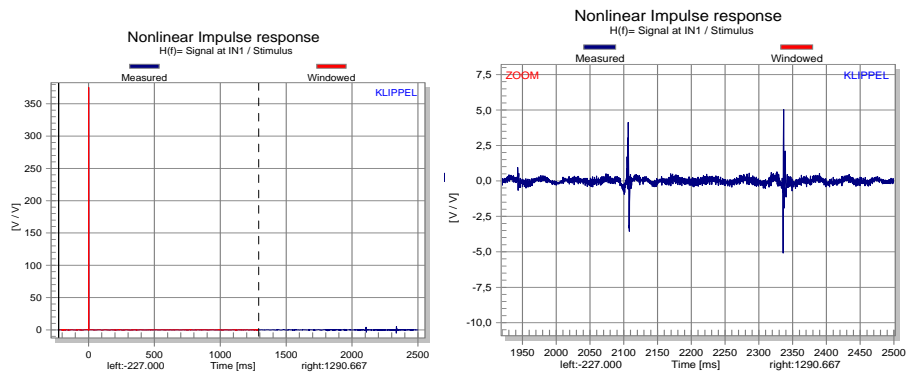 Nonlinear Impulse response
H(f)= Signal at IN1 / Stimulus
Measured Windowed
KLIPPEL
350
300
250
200
150
100
50
0
[V / V]
0 500 1000 1500 2000 2500
left:-227.000 Time [ms] right:1290.667
Nonlinear Impulse response
H(f)= Signal at IN1 / Stimulus
Measured Windowed
ZOOM KLIPPEL
7,5
5,0
2,5
0,0
-2,5
-5,0
-7,5
-10,0
[V / V]
1950 2000 2050 2100 2150 2200 2250 2300 2350 2400 2450 2500
left:-227.000 Time [ms] right:1290.667